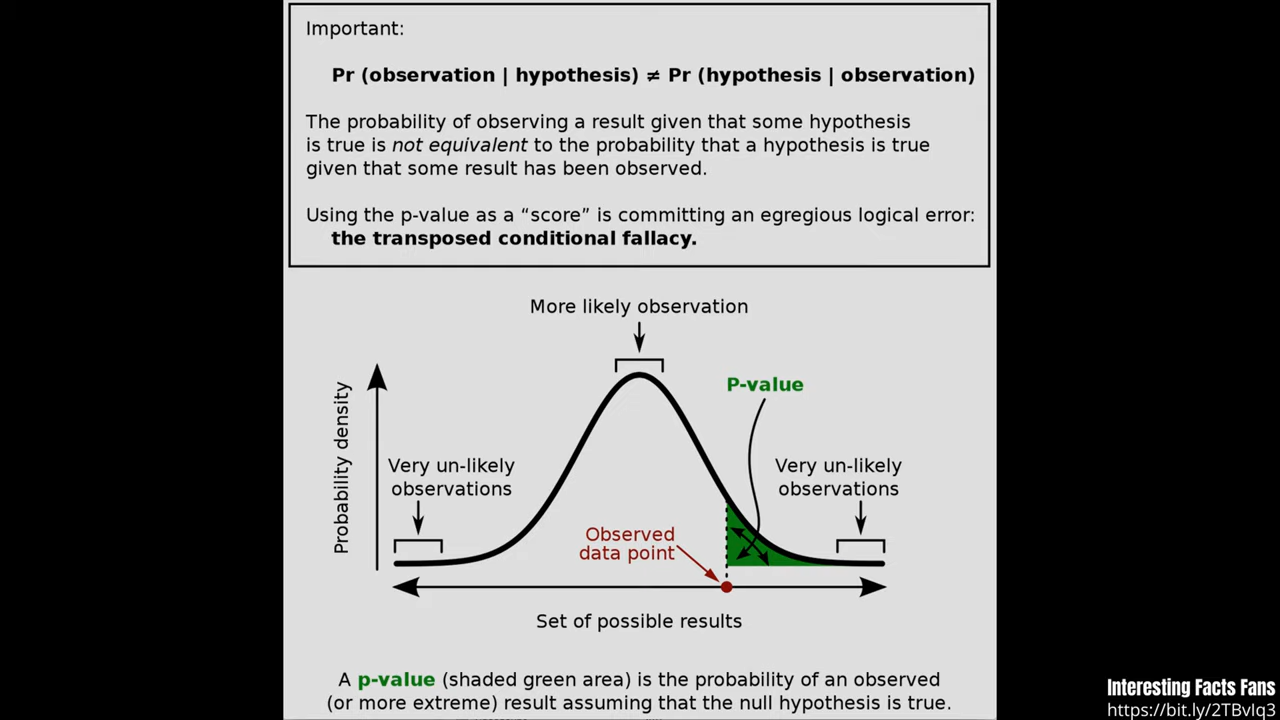 Important:
Pr (observation | hypothesis) ≠ Pr (hypothesis | observation)
The probability of observing a result given that some hypothesis
is true is not equivalent to the probability that a hypothesis is true
given that some result has been observed.
Using the p-value as a “score” is committing an egregious logical error:
the transposed conditional fallacy.
More likely observation
P-value
Probability density
Very un-likely
observations
Very un-likely
observations
Observed
data point
Set of possible results
A p-value (shaded green area) is the probability of an observed
(or more extreme) result assuming that the null hypothesis is true.
Interesting Facts Fans
https://bit.ly/2TBvlq3